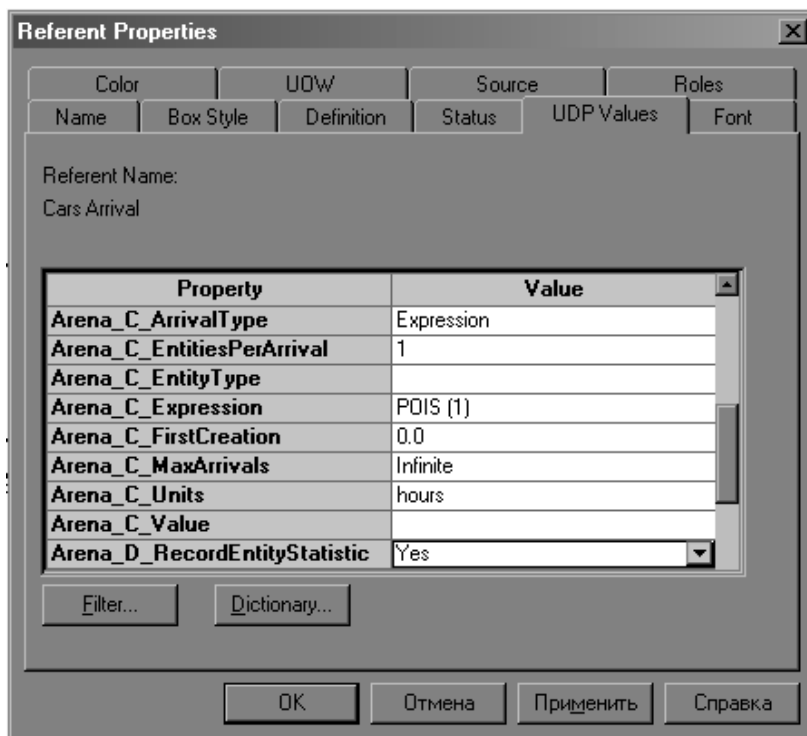 Referent Properties
Color UOW Source Roles
Name Box Style Definition Status UDP Values Font
Referent Name:
Cars Arrival
Property Value
Arena_C_ArrivalType Expression
Arena_C_EntitiesPerArrival 1
Arena_C_EntityType
Arena_C_Expression POIS (1)
Arena_C_FirstCreation 0.0
Arena_C_MaxArrivals Infinite
Arena_C_Units hours
Arena_C_Value
Arena_D_RecordEntityStatistic Yes
Filter... Dictionary...
OK Отмена Применить Справка